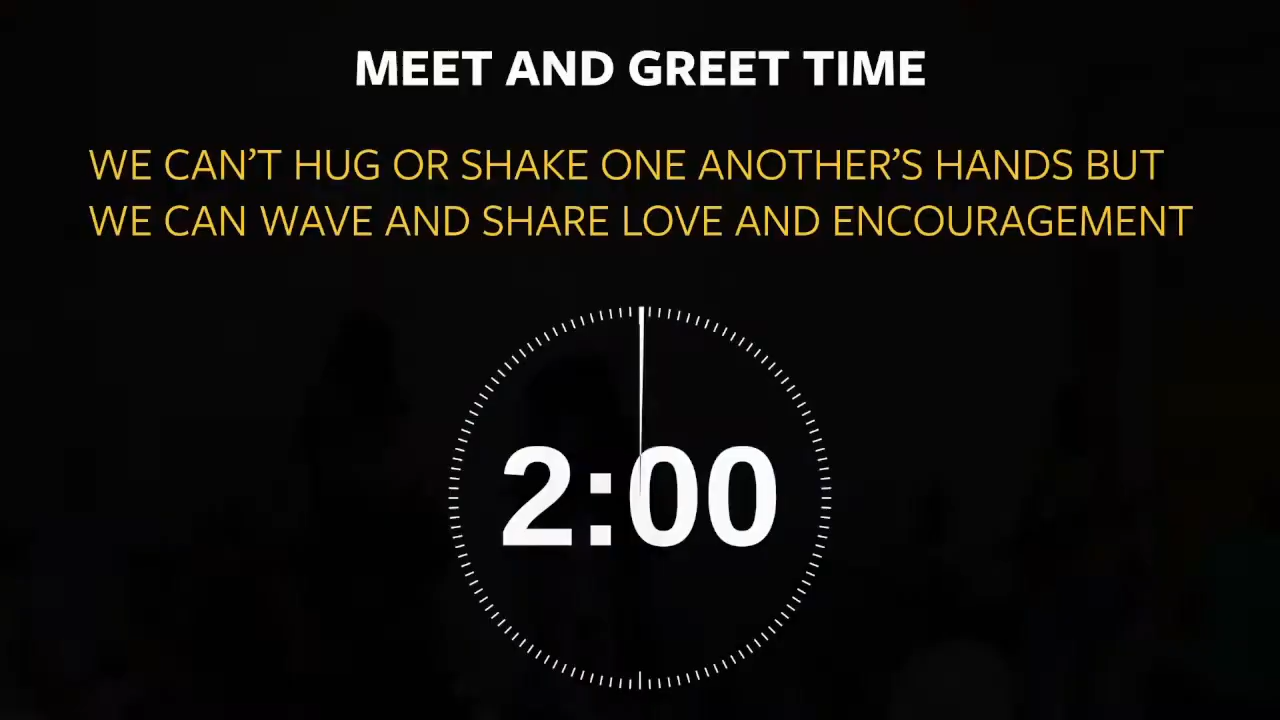 MEET AND GREET TIME
WE CAN’T HUG OR SHAKE ONE ANOTHER’S HANDS BUT
WE CAN WAVE AND SHARE LOVE AND ENCOURAGEMENT
2:00